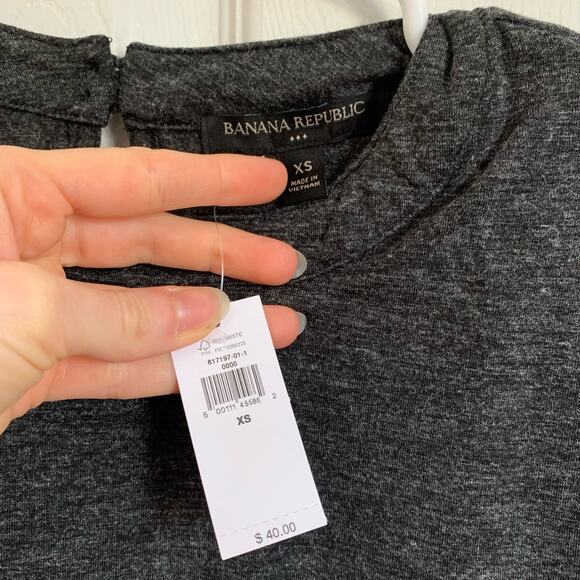 BANANA REPUBLIC
XS
MADE IN
VIETNAM
817197-01-1
0000
5 00111 45586 2
XS
$ 40.00